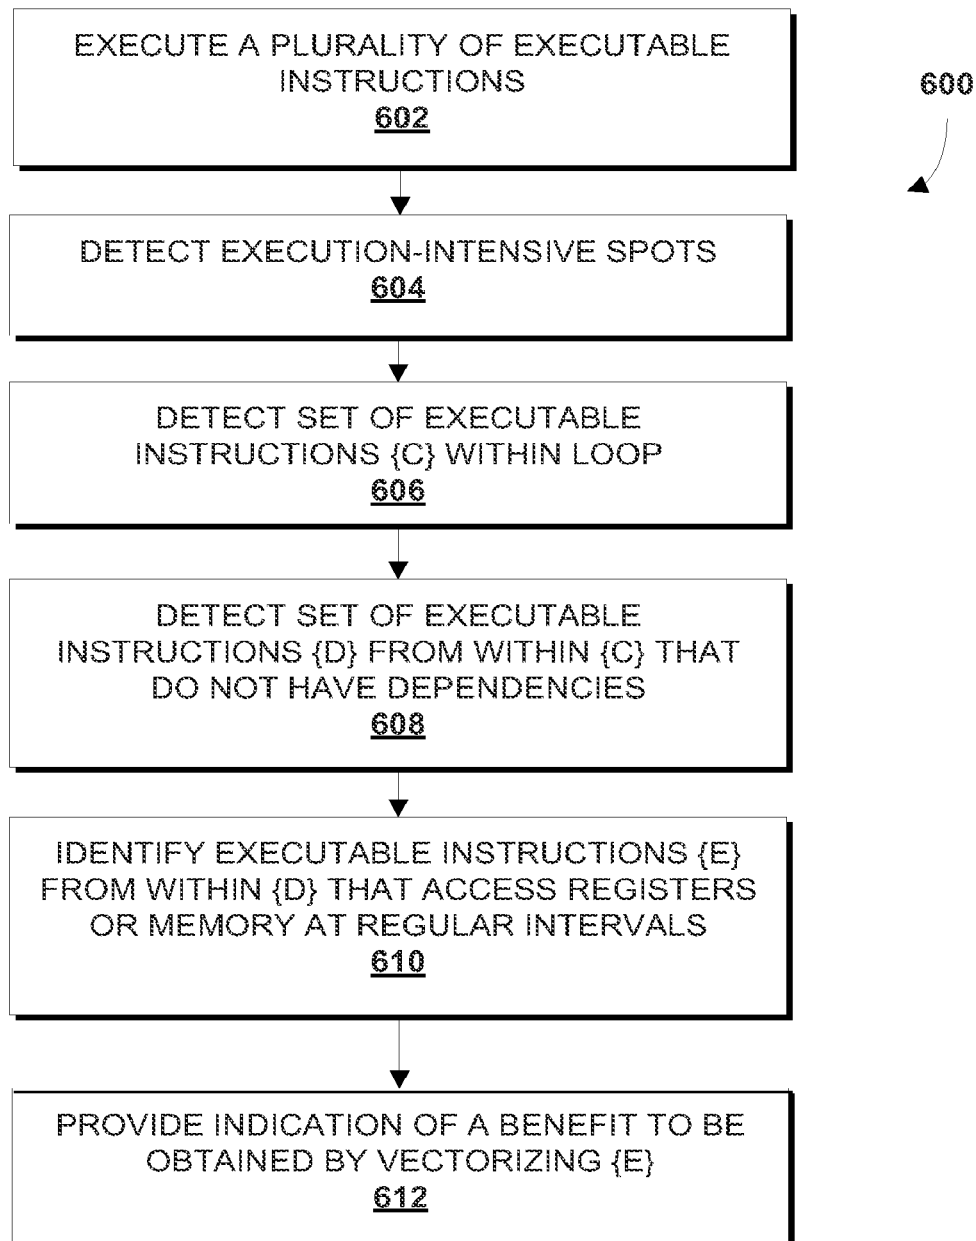 EXECUTE A PLURALITY OF EXECUTABLE
INSTRUCTIONS
602
600
DETECT EXECUTION-INTENSIVE SPOTS
604
DETECT SET OF EXECUTABLE
INSTRUCTIONS {C} WITHIN LOOP
606
DETECT SET OF EXECUTABLE
INSTRUCTIONS {D} FROM WITHIN {C} THAT
DO NOT HAVE DEPENDENCIES
608
IDENTIFY EXECUTABLE INSTRUCTIONS {E}
FROM WITHIN {D} THAT ACCESS REGISTERS
OR MEMORY AT REGULAR INTERVALS
610
PROVIDE INDICATION OF A BENEFIT TO BE
OBTAINED BY VECTORIZING {E}
612